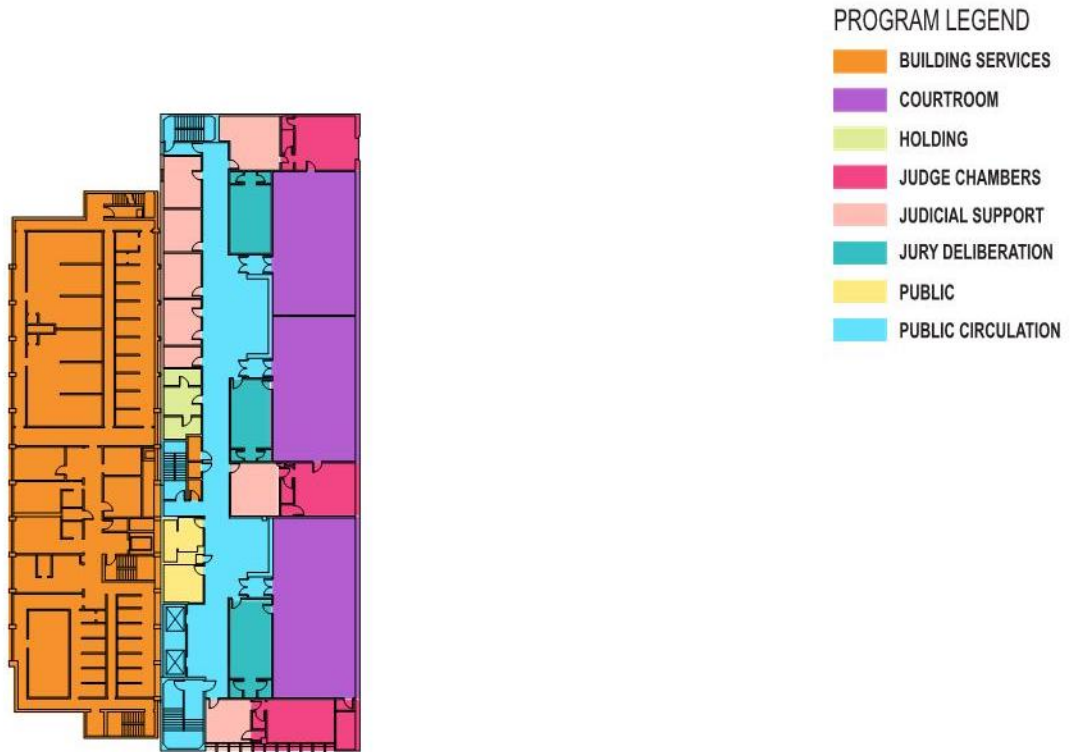 PROGRAM LEGEND
BUILDING SERVICES
COURTROOM
HOLDING
JUDGE CHAMBERS
JUDICIAL SUPPORT
JURY DELIBERATION
PUBLIC
PUBLIC CIRCULATION